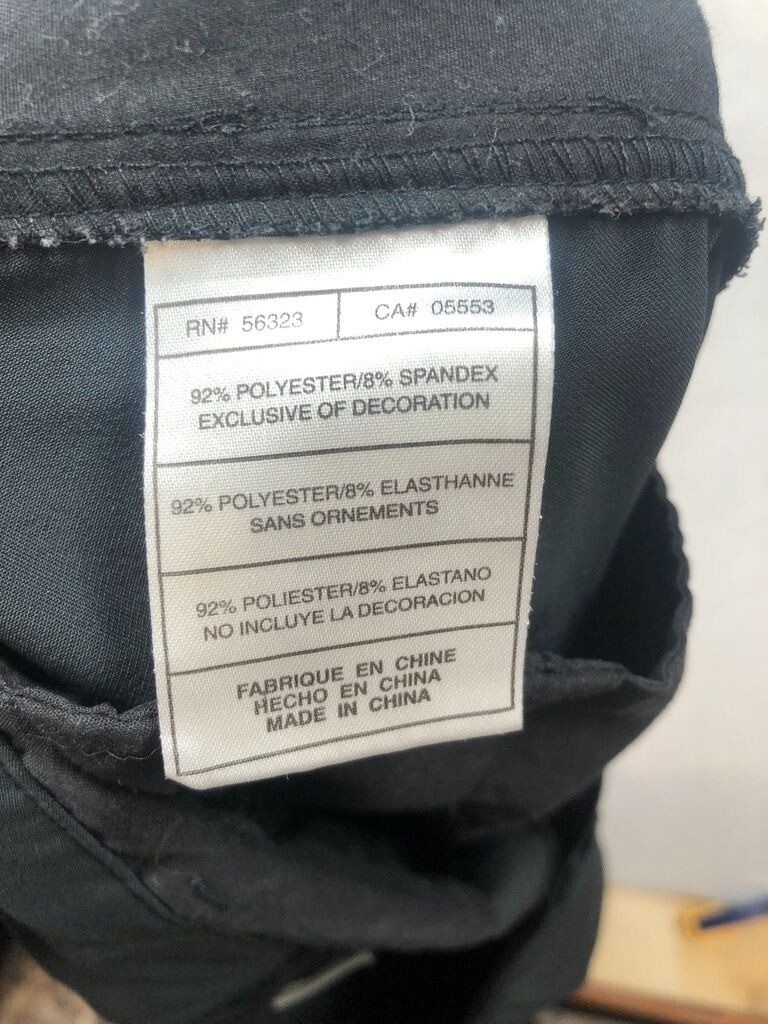 RN# 56323 CA# 05553
92% POLYESTER/8% SPANDEX
EXCLUSIVE OF DECORATION
92% POLYESTER/8% ELASTHANNE
SANS ORNEMENTS
92% POLIESTER/8% ELASTANO
NO INCLUYE LA DECORACION
FABRIQUE EN CHINE
HECHO EN CHINA
MADE IN CHINA